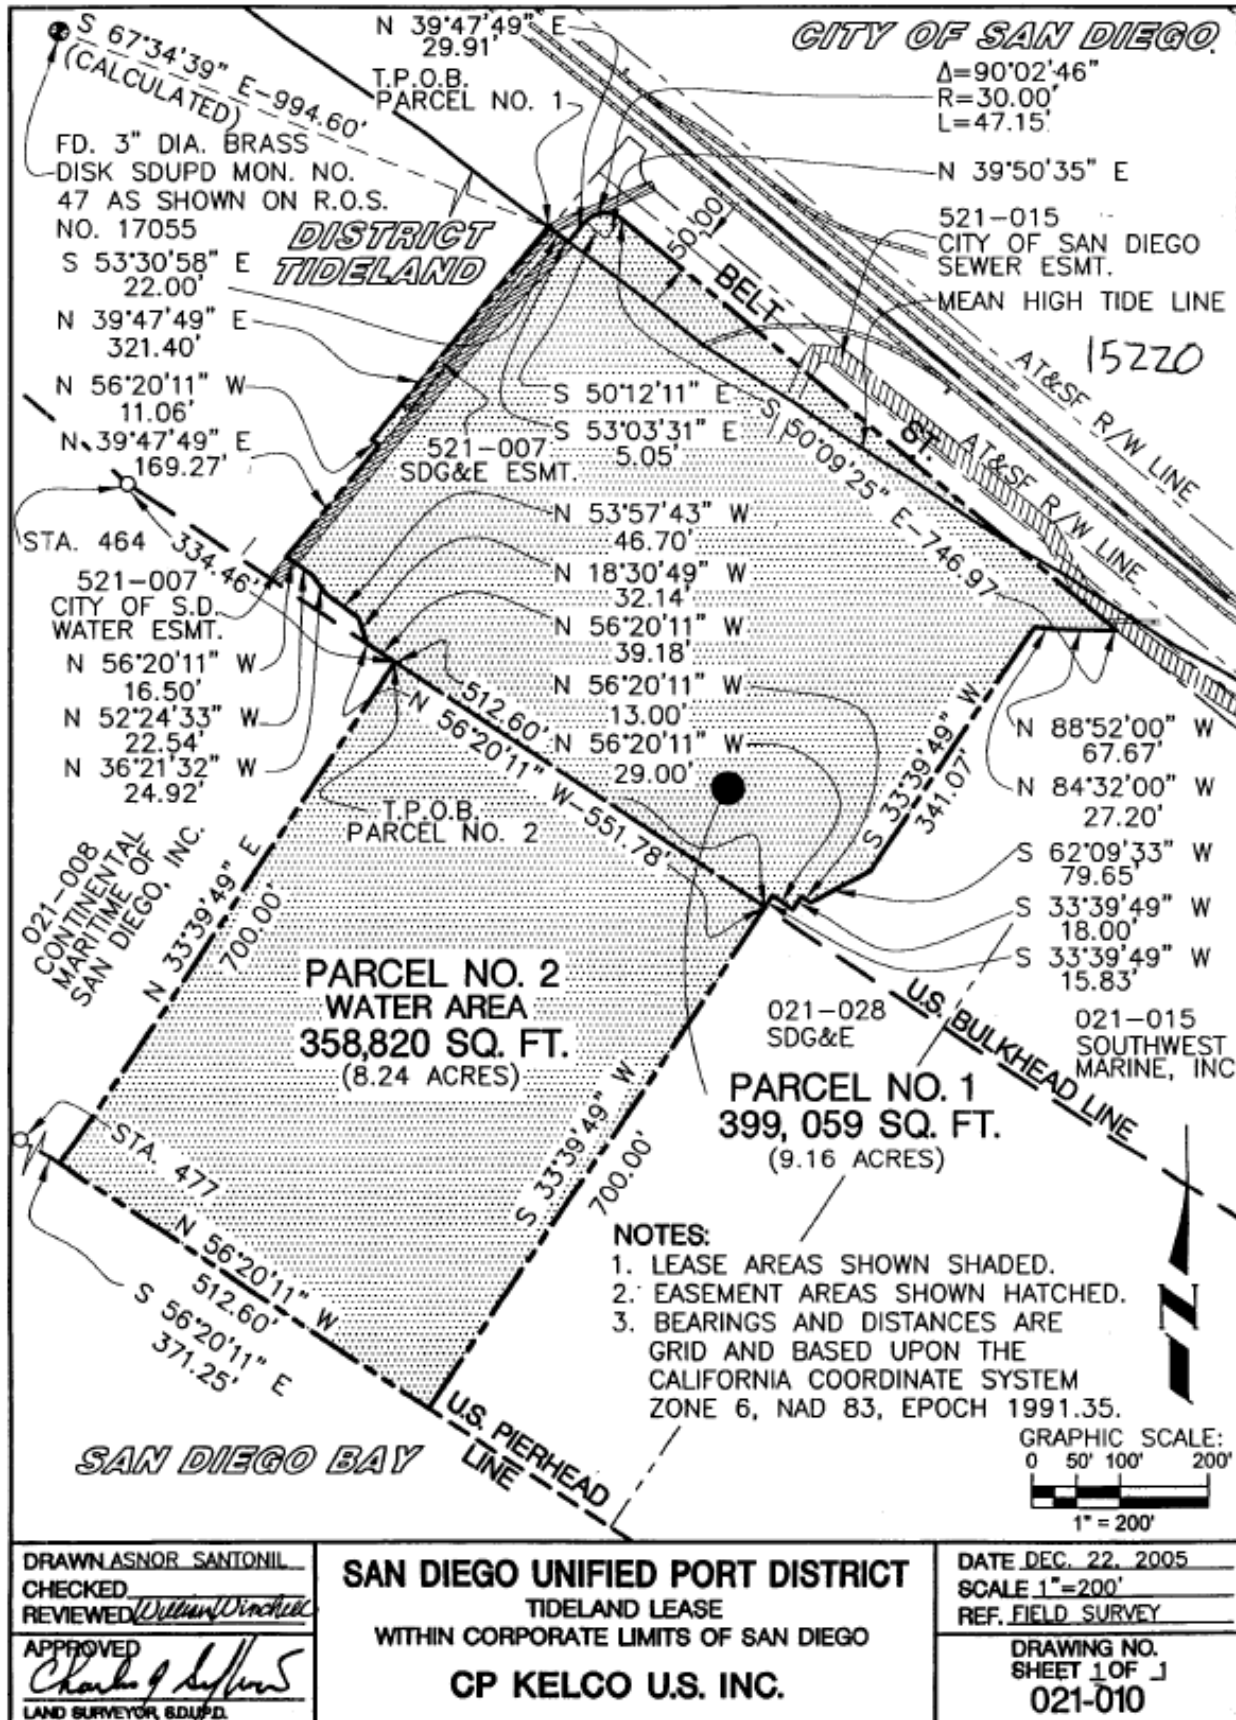 S 67°34'39" E-994.60'
(CALCULATED)
FD. 3" DIA. BRASS
DISK SDUPD MON. NO.
47 AS SHOWN ON R.O.S.
NO. 17055
N 39°47'49" E
29.91'
T.P.O.B.
PARCEL NO. 1
CITY OF SAN DIEGO
Δ=90°02'46"
R=30.00'
L=47.15'
N 39°50'35" E
521-015
CITY OF SAN DIEGO
SEWER ESMT.
MEAN HIGH TIDE LINE
15220
DISTRICT
TIDELAND
50.00
BELT
ST.
AT&SF R/W LINE
AT&SF R/W LINE
S 53°30'58" E
22.00'
N 39°47'49" E
321.40'
N 56°20'11" W
11.06'
N 39°47'49" E
169.27'
STA. 464
334.46'
521-007
CITY OF S.D.
WATER ESMT.
N 56°20'11" W
16.50'
N 52°24'33" W
22.54'
N 36°21'32" W
24.92'
S 50°12'11" E
S 53°03'31" E
5.05'
521-007
SDG&E ESMT.
S 50°09'25" E-746.97
N 53°57'43" W
46.70'
N 18°30'49" W
32.14'
N 56°20'11" W
39.18'
N 56°20'11" W
13.00'
N 56°20'11" W
29.00'
512.60'
N 56°20'11" W-551.78'
T.P.O.B.
PARCEL NO. 2
S 33°39'49" W
341.07'
N 88°52'00" W
67.67'
N 84°32'00" W
27.20'
S 62°09'33" W
79.65'
S 33°39'49" W
18.00'
S 33°39'49" W
15.83'
021-008
CONTINENTAL
MARITIME OF
SAN DIEGO, INC.
N 33°39'49" E
700.00'
PARCEL NO. 2
WATER AREA
358,820 SQ. FT.
(8.24 ACRES)
S 33°39'49" W
700.00'
021-028
SDG&E
U.S. BULKHEAD LINE
021-015
SOUTHWEST
MARINE, INC
PARCEL NO. 1
399, 059 SQ. FT.
(9.16 ACRES)
STA. 477
N 56°20'11" W
512.60'
S 56°20'11" E
371.25'
U.S. PIERHEAD
LINE
SAN DIEGO BAY
NOTES:
1. LEASE AREAS SHOWN SHADED.
2. EASEMENT AREAS SHOWN HATCHED.
3. BEARINGS AND DISTANCES ARE
GRID AND BASED UPON THE
CALIFORNIA COORDINATE SYSTEM
ZONE 6, NAD 83, EPOCH 1991.35.
N
GRAPHIC SCALE:
0 50' 100' 200'
1" = 200'
DRAWN ASNOR SANTONIL
CHECKED
REVIEWED William Winchell
APPROVED
LAND SURVEYOR, S.D.U.P.D.
SAN DIEGO UNIFIED PORT DISTRICT
TIDELAND LEASE
WITHIN CORPORATE LIMITS OF SAN DIEGO
CP KELCO U.S. INC.
DATE DEC. 22, 2005
SCALE 1"=200'
REF. FIELD SURVEY
DRAWING NO.
SHEET 1 OF 1
021-010